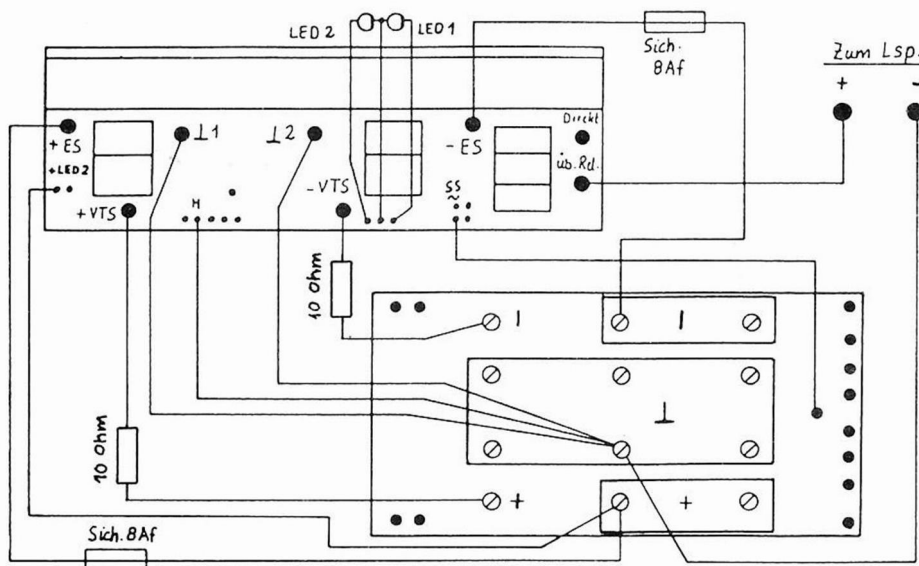 LED 2
LED 1
Sich.
8Af
Zum Lsp.
+ -
+ ES
⊥1
⊥2
- ES
Direkt
üb. Rel.
+LED2
+VTS
M
-VTS
SS
~
10 Ohm
10 Ohm
- -
⊥
+ +
Sich. 8Af